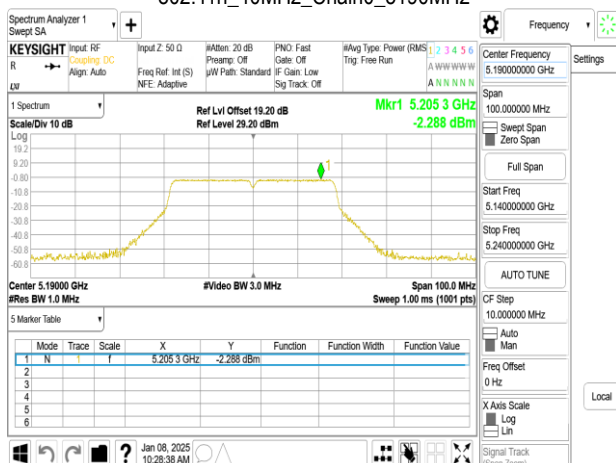 Spectrum Analyzer 1
Swept SA
Frequency
KEYSIGHT
R
LXI
Input: RF
Coupling: DC
Align: Auto
Input Z: 50 Ω
Freq Ref: Int (S)
NFE: Adaptive
#Atten: 20 dB
Preamp: Off
µW Path: Standard
PNO: Fast
Gate: Off
IF Gain: Low
Sig Track: Off
#Avg Type: Power (RMS
Trig: Free Run
1 2 3 4 5 6
A W W W W W
A N N N N N
1 Spectrum
Scale/Div 10 dB
Ref Lvl Offset 19.20 dB
Ref Level 29.20 dBm
Mkr1 5.205 3 GHz
-2.288 dBm
Log
19.2
9.20
-0.80
-10.8
-20.8
-30.8
-40.8
-50.8
-60.8
1
Center 5.19000 GHz
#Res BW 1.0 MHz
#Video BW 3.0 MHz
Span 100.0 MHz
Sweep 1.00 ms (1001 pts)
5 Marker Table
Mode Trace Scale X Y Function Function Width Function Value
1 N 1 f 5.205 3 GHz -2.288 dBm
2
3
4
5
6
Jan 08, 2025
10:28:38 AM
Center Frequency
5.190000000 GHz
Span
100.000000 MHz
Swept Span
Zero Span
Full Span
Start Freq
5.140000000 GHz
Stop Freq
5.240000000 GHz
AUTO TUNE
CF Step
10.000000 MHz
Auto
Man
Freq Offset
0 Hz
X Axis Scale
Log
Lin
Signal Track
Settings
Local